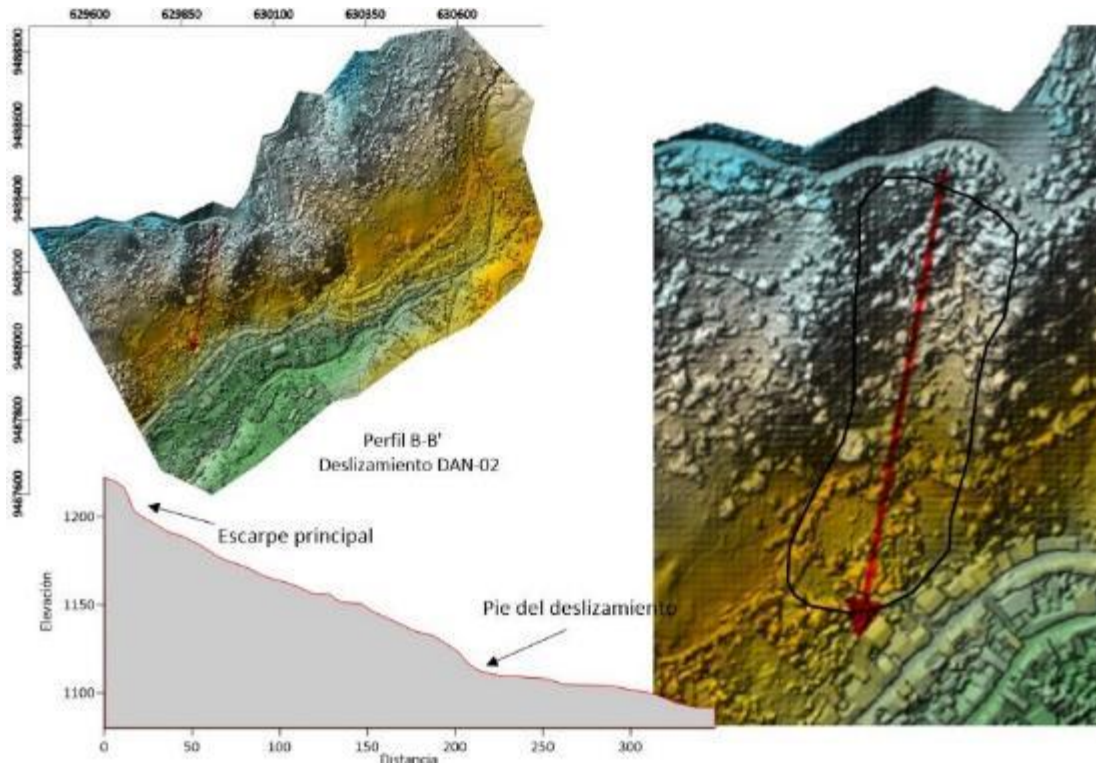 629600 629850 630100 630350 630600
9488800
9488600
9488400
9488200
9488000
9487800
9487600
Perfil B-B'
Deslizamiento DAN-02
1200
Escarpe principal
Elevación
1150
Pie del deslizamiento
1100
0 50 100 150 200 250 300
Distancia